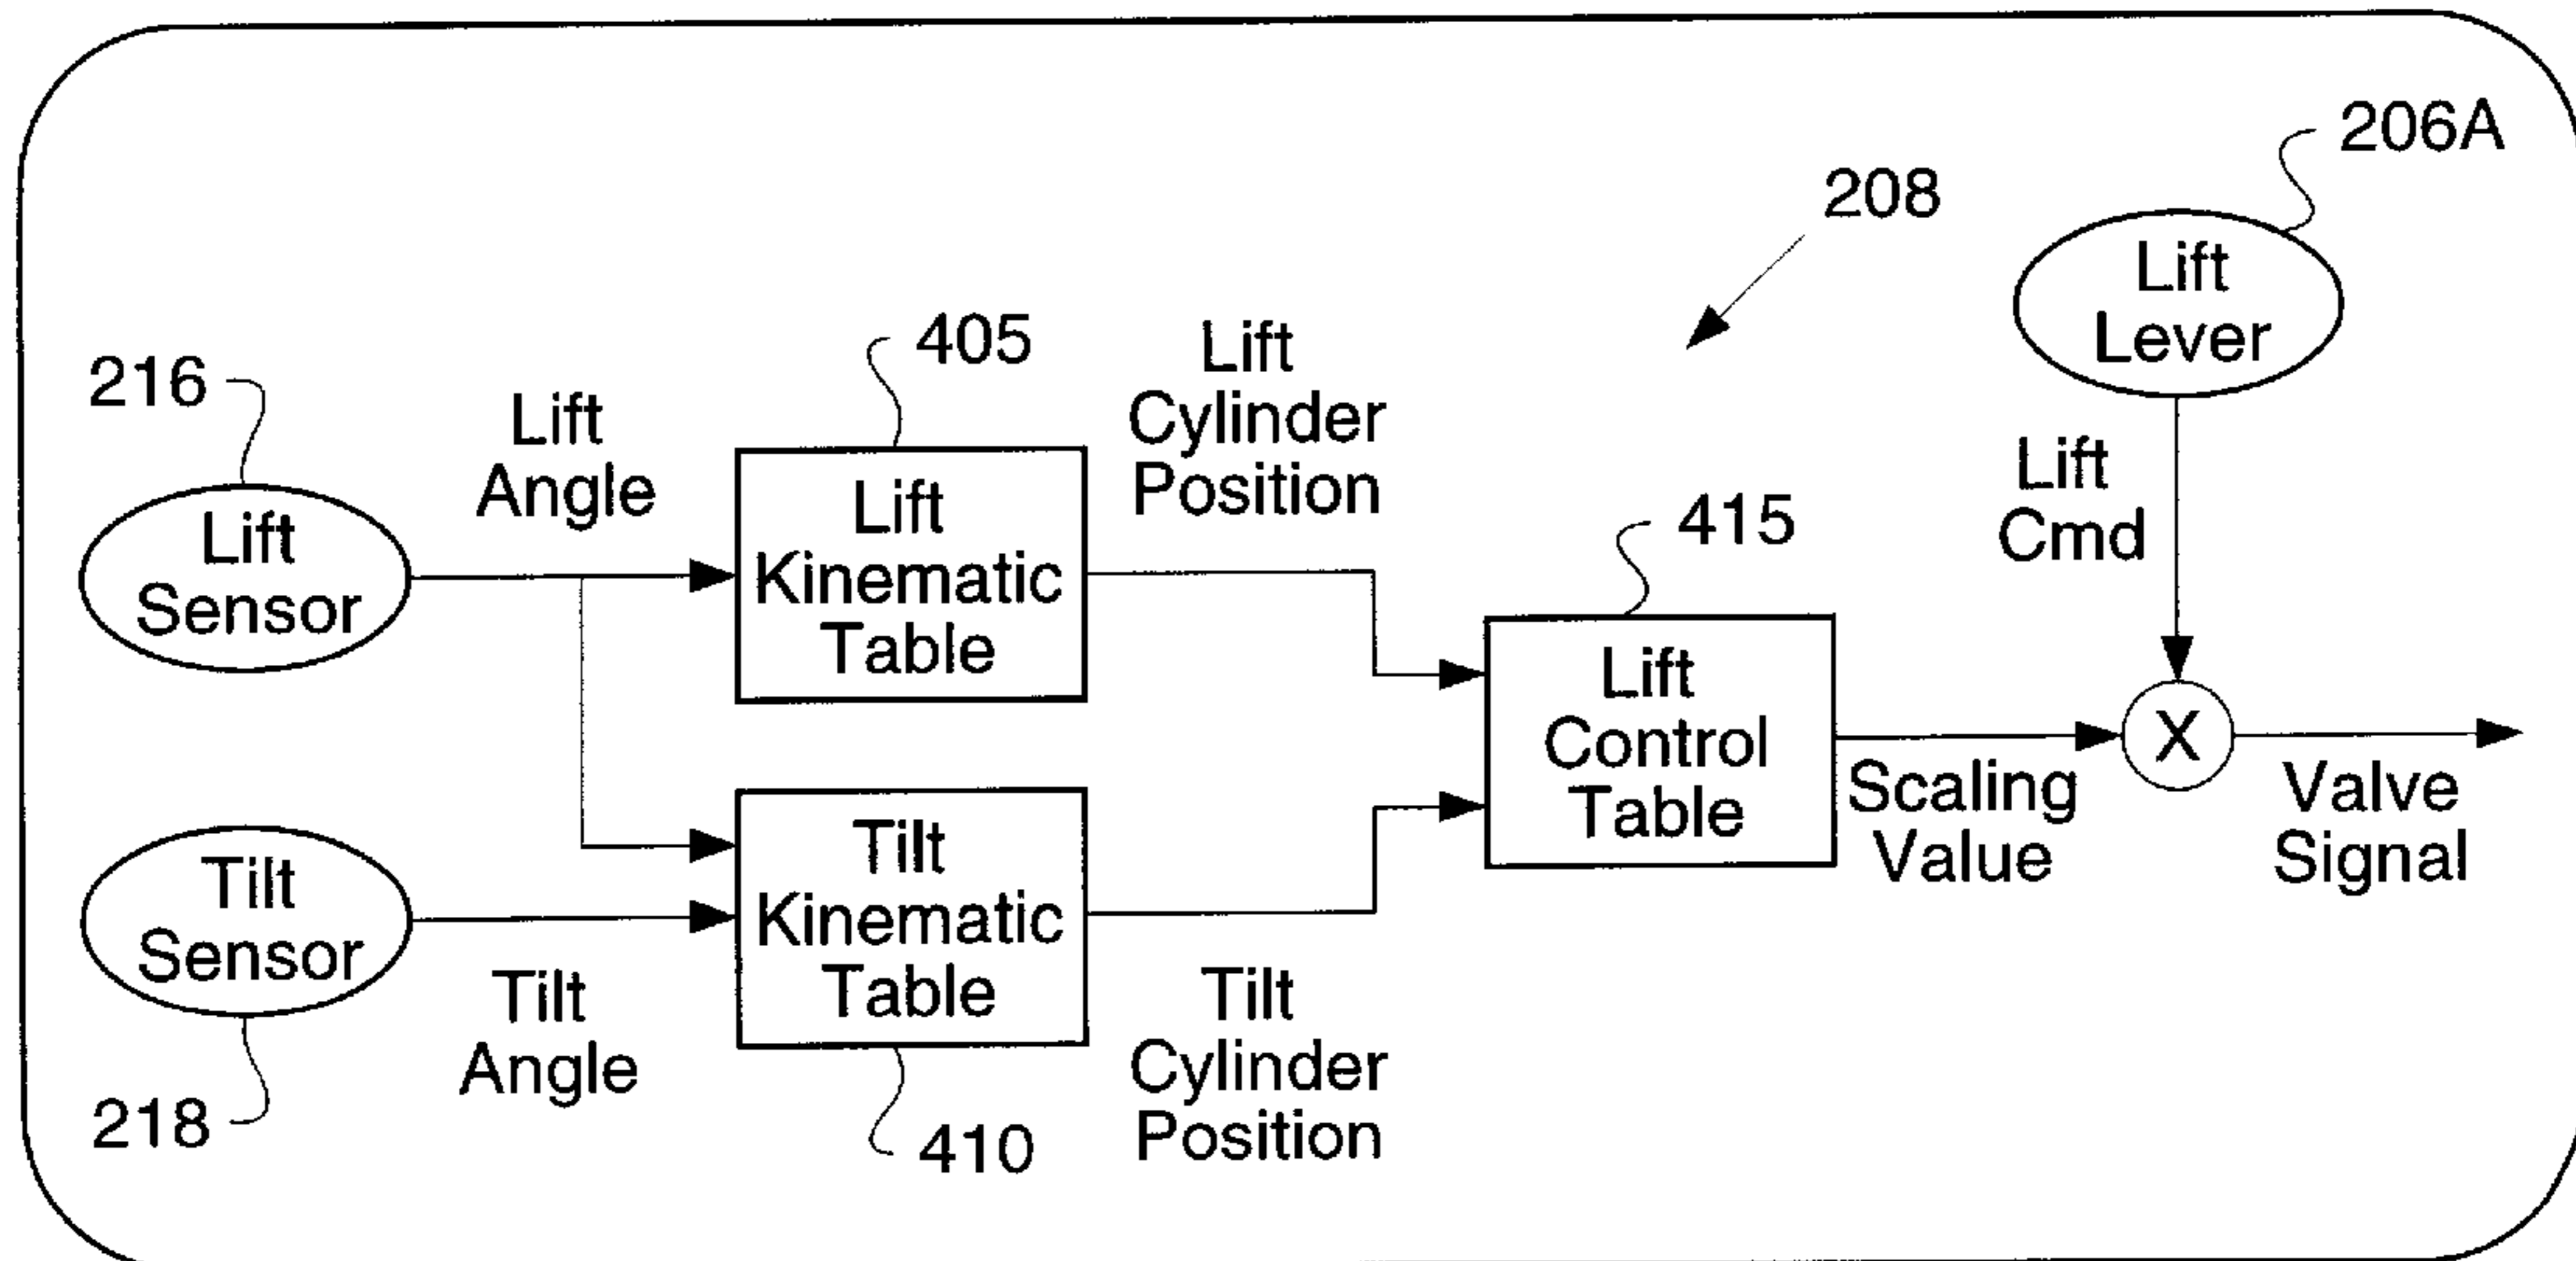 206A
208
Lift
Lever
405
Lift
Cylinder
Position
216
Lift
Angle
Lift
Cmd
Lift
Kinematic
Table
415
Lift
Sensor
Lift
Control
Table
X
Scaling
Value
Valve
Signal
Tilt
Kinematic
Table
Tilt
Sensor
Tilt
Angle
Tilt
Cylinder
Position
218
410